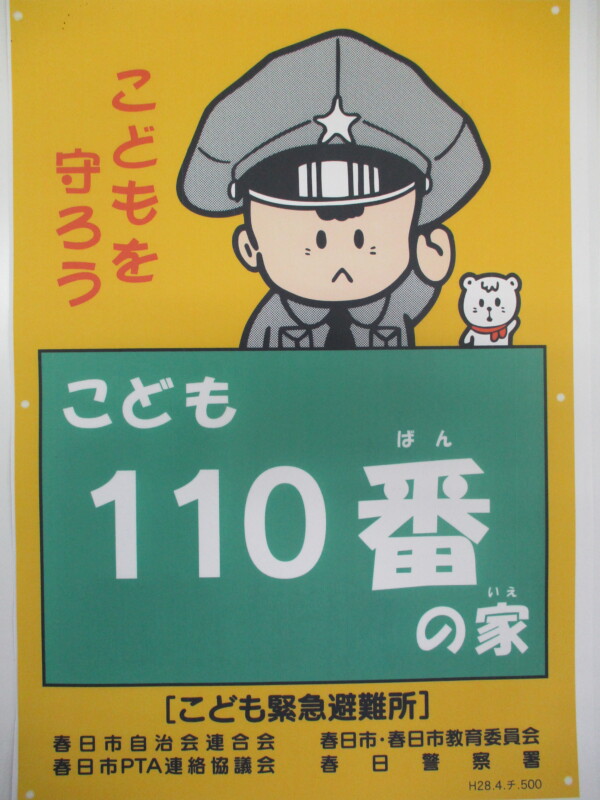 こどもを
守ろう
こども
ばん
110番
いえ
の家
[こども緊急避難所]
春日市自治会連合会
春日市・春日市教育委員会
春日市PTA連絡協議会
春日警察署
H28.4.チ.500